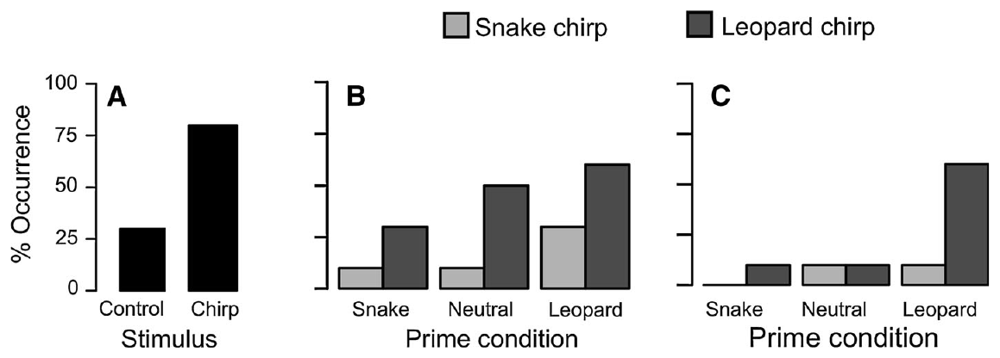 Snake chirp Leopard chirp
A
B
C
% Occurrence
100
75
50
25
0
Control Chirp
Stimulus
Snake Neutral Leopard
Prime condition
Snake Neutral Leopard
Prime condition